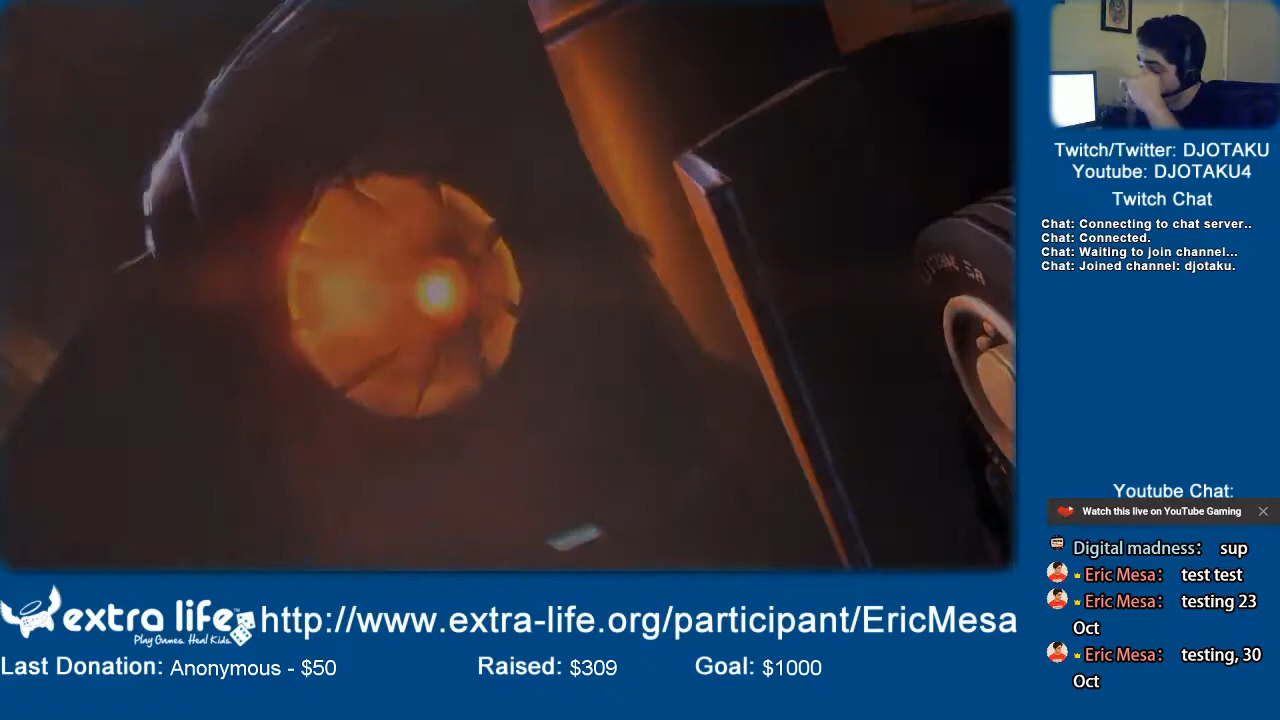 Twitch/Twitter: DJOTAKU
Youtube: DJOTAKU4
Twitch Chat
Chat: Connecting to chat server..
Chat: Connected.
Chat: Waiting to join channel...
Chat: Joined channel: djotaku.
Youtube Chat:
Watch this live on YouTube Gaming
Digital madness: sup
Eric Mesa: test test
Eric Mesa: testing 23
Oct
Eric Mesa: testing, 30
Oct
extra life
Play Games. Heal Kids.
http://www.extra-life.org/participant/EricMesa
Last Donation: Anonymous - $50
Raised: $309
Goal: $1000